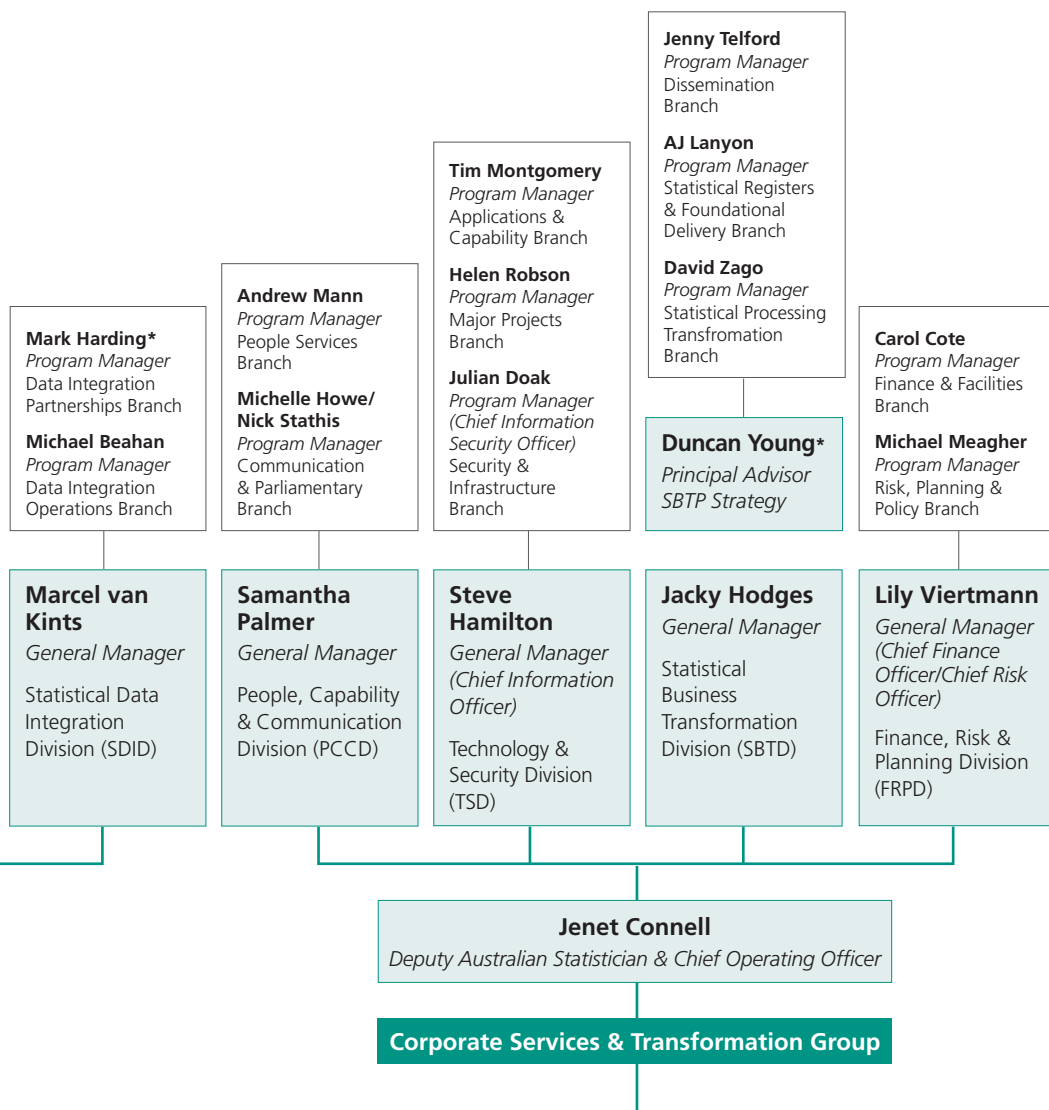 Jenny Telford
Program Manager
Dissemination
Branch
AJ Lanyon
Program Manager
Statistical Registers
& Foundational
Delivery Branch
David Zago
Program Manager
Statistical Processing
Transfromation
Branch
Tim Montgomery
Program Manager
Applications &
Capability Branch
Helen Robson
Program Manager
Major Projects
Branch
Julian Doak
Program Manager
(Chief Information
Security Officer)
Security &
Infrastructure
Branch
Andrew Mann
Program Manager
People Services
Branch
Michelle Howe/
Nick Stathis
Program Manager
Communication
& Parliamentary
Branch
Mark Harding*
Program Manager
Data Integration
Partnerships Branch
Michael Beahan
Program Manager
Data Integration
Operations Branch
Carol Cote
Program Manager
Finance & Facilities
Branch
Michael Meagher
Program Manager
Risk, Planning &
Policy Branch
Duncan Young*
Principal Advisor
SBTP Strategy
Marcel van
Kints
General Manager
Statistical Data
Integration
Division (SDID)
Samantha
Palmer
General Manager
People, Capability
& Communication
Division (PCCD)
Steve
Hamilton
General Manager
(Chief Information
Officer)
Technology &
Security Division
(TSD)
Jacky Hodges
General Manager
Statistical
Business
Transformation
Division (SBTD)
Lily Viertmann
General Manager
(Chief Finance
Officer/Chief Risk
Officer)
Finance, Risk &
Planning Division
(FRPD)
Jenet Connell
Deputy Australian Statistician & Chief Operating Officer
Corporate Services & Transformation Group